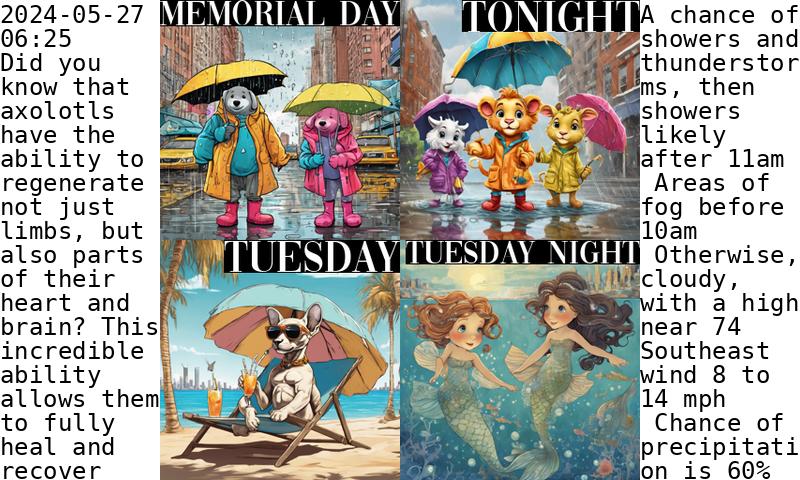 2024-05-27
06:25
Did you
know that
axolotls
have the
ability to
regenerate
not just
limbs, but
also parts
of their
heart and
brain? This
incredible
ability
allows them
to fully
heal and
recover
MEMORIAL DAY
TONIGHT
TUESDAY
TUESDAY NIGHT
A chance of
showers and
thunderstor
ms, then
showers
likely
after 11am
Areas of
fog before
10am
Otherwise,
cloudy,
with a high
near 74
Southeast
wind 8 to
14 mph
Chance of
precipitati
on is 60%